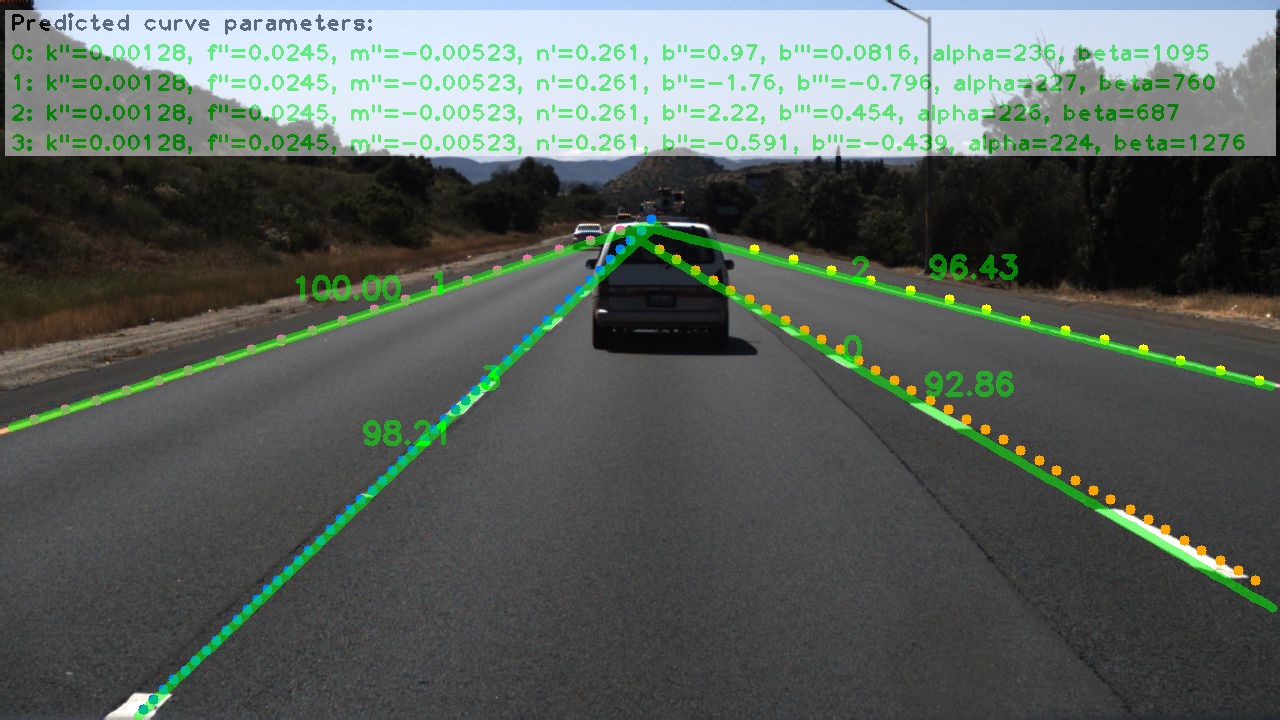 Predicted curve parameters:
0: k''=0.00128, f''=0.0245, m''=−0.00523, n'=0.261, b''=0.97, b'''=0.0816, alpha=236, beta=1095
1: k''=0.00128, f''=0.0245, m''=−0.00523, n'=0.261, b''=−1.76, b'''=−0.796, alpha=227, beta=760
2: k''=0.00128, f''=0.0245, m''=−0.00523, n'=0.261, b''=2.22, b'''=0.454, alpha=226, beta=687
3: k''=0.00128, f''=0.0245, m''=−0.00523, n'=0.261, b''=−0.591, b'''=−0.439, alpha=224, beta=1276
100.00 1
2 96.43
0
3 92.86
98.21